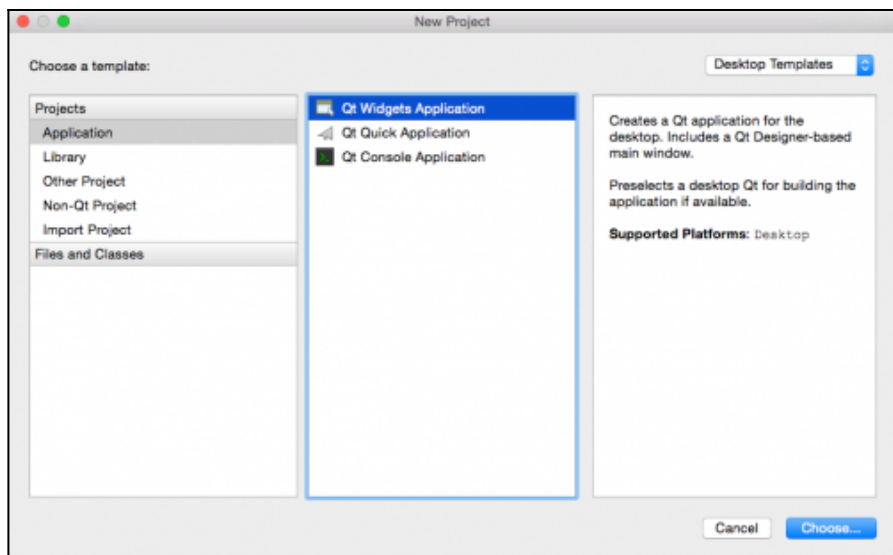 New Project
Choose a template:
Desktop Templates
Projects
Application
Library
Other Project
Non-Qt Project
Import Project
Files and Classes
Qt Widgets Application
Qt Quick Application
Qt Console Application
Creates a Qt application for the
desktop. Includes a Qt Designer-based
main window.
Preselects a desktop Qt for building the
application if available.
Supported Platforms: Desktop
Cancel
Choose...